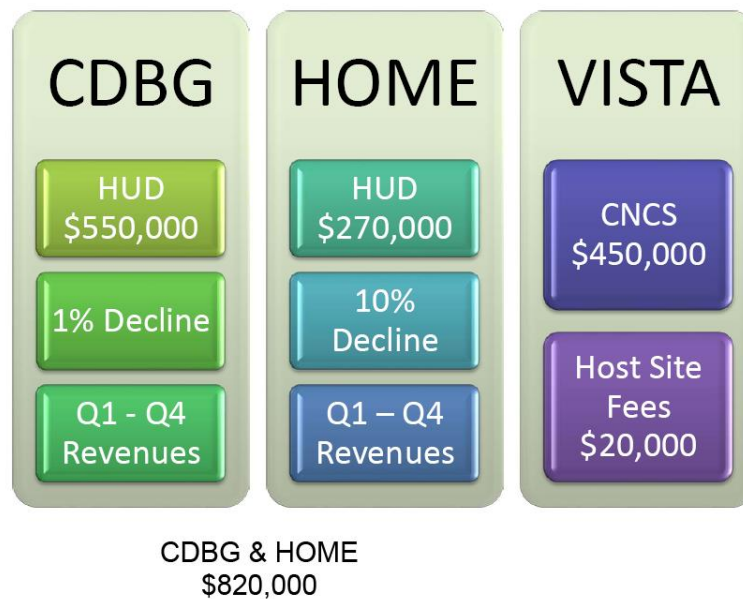 CDBG
HUD
$550,000
1% Decline
Q1 - Q4
Revenues
HOME
HUD
$270,000
10%
Decline
Q1 – Q4
Revenues
VISTA
CNCS
$450,000
Host Site
Fees
$20,000
CDBG & HOME
$820,000